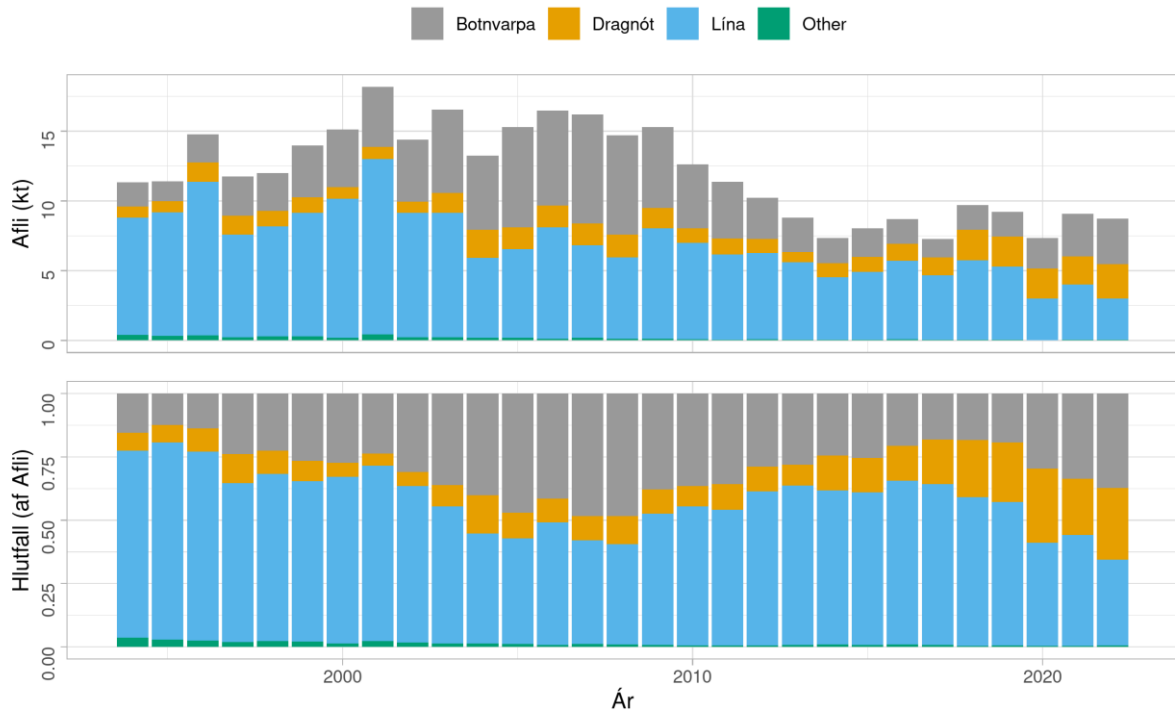 Botnvarpa Dragnót Lína Other
Afli (kt)
15
10
5
0
Hlutfall (af Afli)
1.00
0.75
0.50
0.25
0.00
2000 2010 2020
Ár